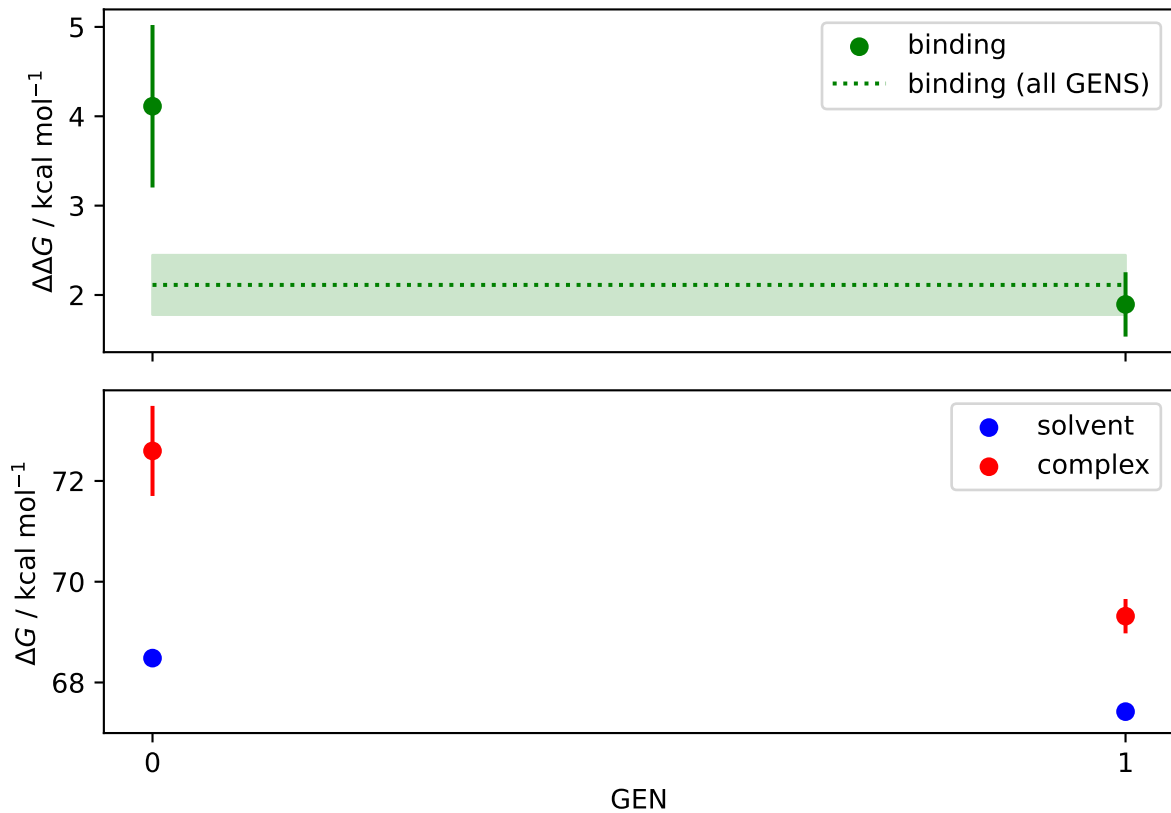 5
4
3
2
ΔΔG / kcal mol⁻¹
binding
binding (all GENS)
72
70
68
ΔG / kcal mol⁻¹
solvent
complex
0
1
GEN